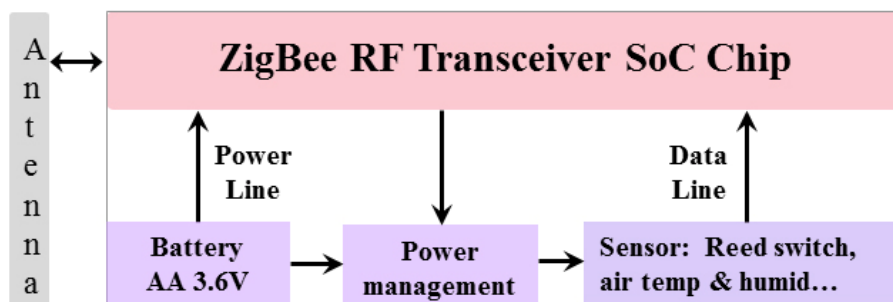 Antenna
ZigBee RF Transceiver SoC Chip
Power
Line
Data
Line
Battery
AA 3.6V
Power
management
Sensor: Reed switch,
air temp & humid...